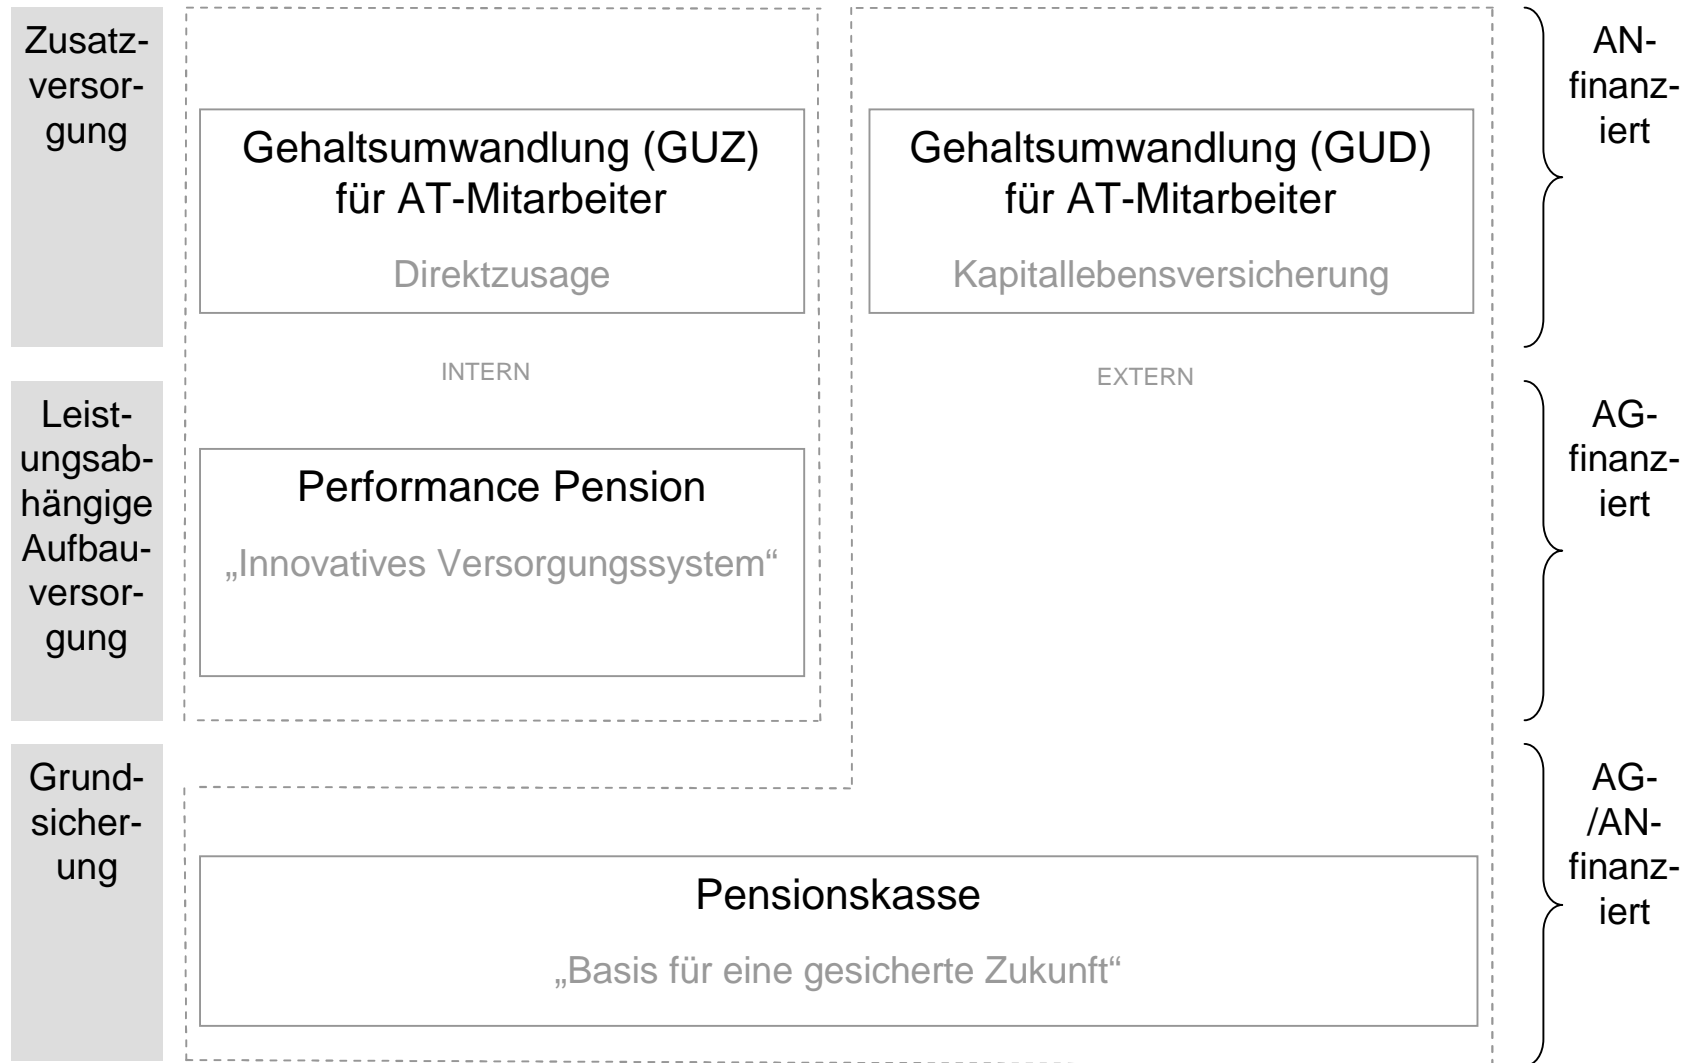 Zusatz-
versor-
gung
Gehaltsumwandlung (GUZ)
für AT-Mitarbeiter
Direktzusage
Gehaltsumwandlung (GUD)
für AT-Mitarbeiter
Kapitallebensversicherung
AN-
finanz-
iert
INTERN
EXTERN
Leist-
ungsab-
hängige
Aufbau-
versor-
gung
Performance Pension
„Innovatives Versorgungssystem“
AG-
finanz-
iert
Grund-
sicher-
ung
Pensionskasse
„Basis für eine gesicherte Zukunft“
AG-
/AN-
finanz-
iert